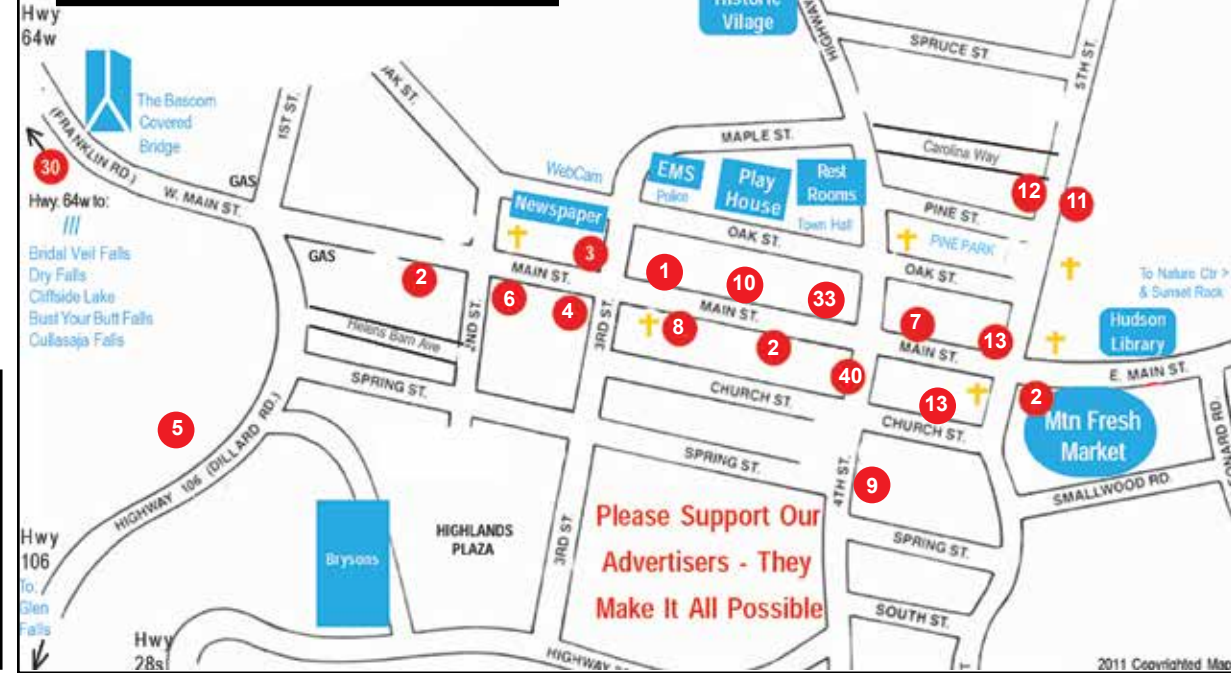 Hwy
64w
Historic
Vilage
HIGHWAY
SPRUCE ST.
5TH ST.
The Bascom
Covered
Bridge
(FRANKLIN RD.)
30
1ST ST.
OAK ST.
MAPLE ST.
Carolina Way
WebCam
EMS
Police
Play
House
Rest
Rooms
Town Hall
12
11
GAS
W. MAIN ST.
Hwy. 64w to:
///
Bridal Veil Falls
Dry Falls
Cliffside Lake
Bust Your Butt Falls
Cullasaja Falls
Newspaper
3
PINE ST.
PINE PARK
OAK ST.
OAK ST.
GAS
2
MAIN ST.
6
4
1
10
33
MAIN ST.
7
MAIN ST.
13
To Nature Ctr >
& Sunset Rock
Hudson
Library
E. MAIN ST.
Helens Barn Ave
2ND ST.
3RD ST.
8
2
40
13
2
Mtn Fresh
Market
SPRING ST.
CHURCH ST.
CHURCH ST.
5
HIGHWAY 106 (DILLARD RD.)
SPRING ST.
4TH ST.
9
SMALLWOOD RD.
HIGHLANDS
PLAZA
3RD ST
Please Support Our
Advertisers - They
Make It All Possible
SPRING ST.
SOUTH ST.
Brysons
Hwy
106
To:
Glen
Falls
Hwy
28s
2011 Copyrighted Map